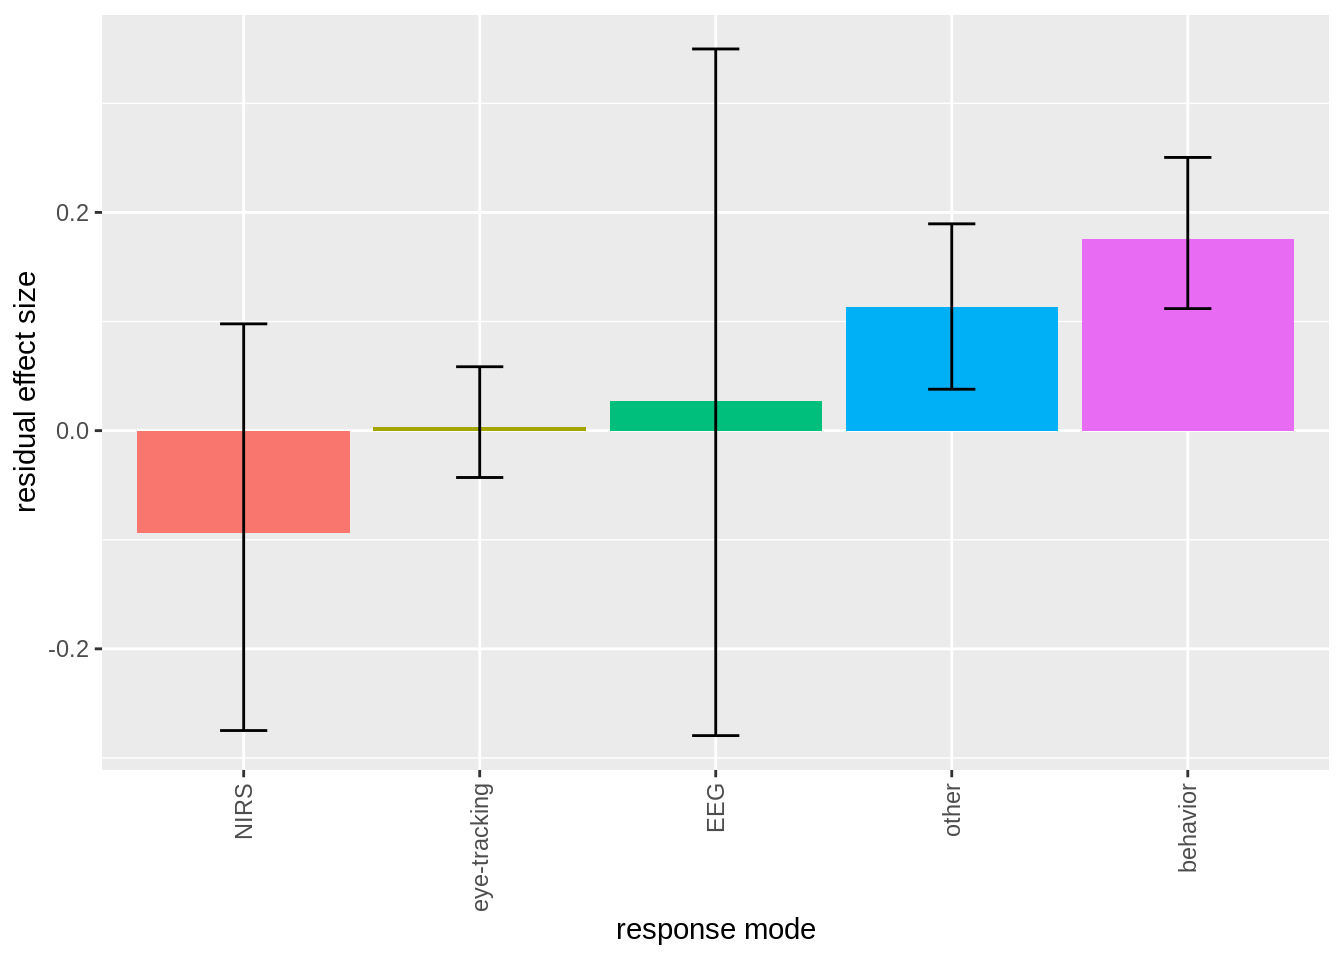 residual effect size
0.2
0.0
-0.2
NIRS
eye-tracking
EEG
other
behavior
response mode